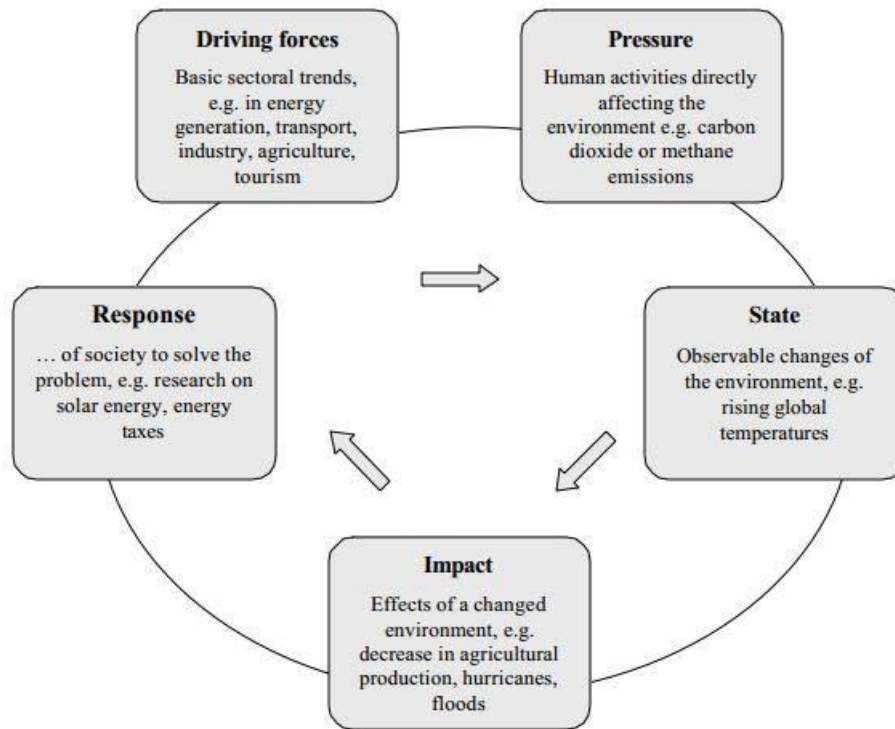 Driving forces
Basic sectoral trends,
e.g. in energy
generation, transport,
industry, agriculture,
tourism
Pressure
Human activities directly
affecting the
environment e.g. carbon
dioxide or methane
emissions
Response
… of society to solve the
problem, e.g. research on
solar energy, energy
taxes
State
Observable changes of
the environment, e.g.
rising global
temperatures
Impact
Effects of a changed
environment, e.g.
decrease in agricultural
production, hurricanes,
floods